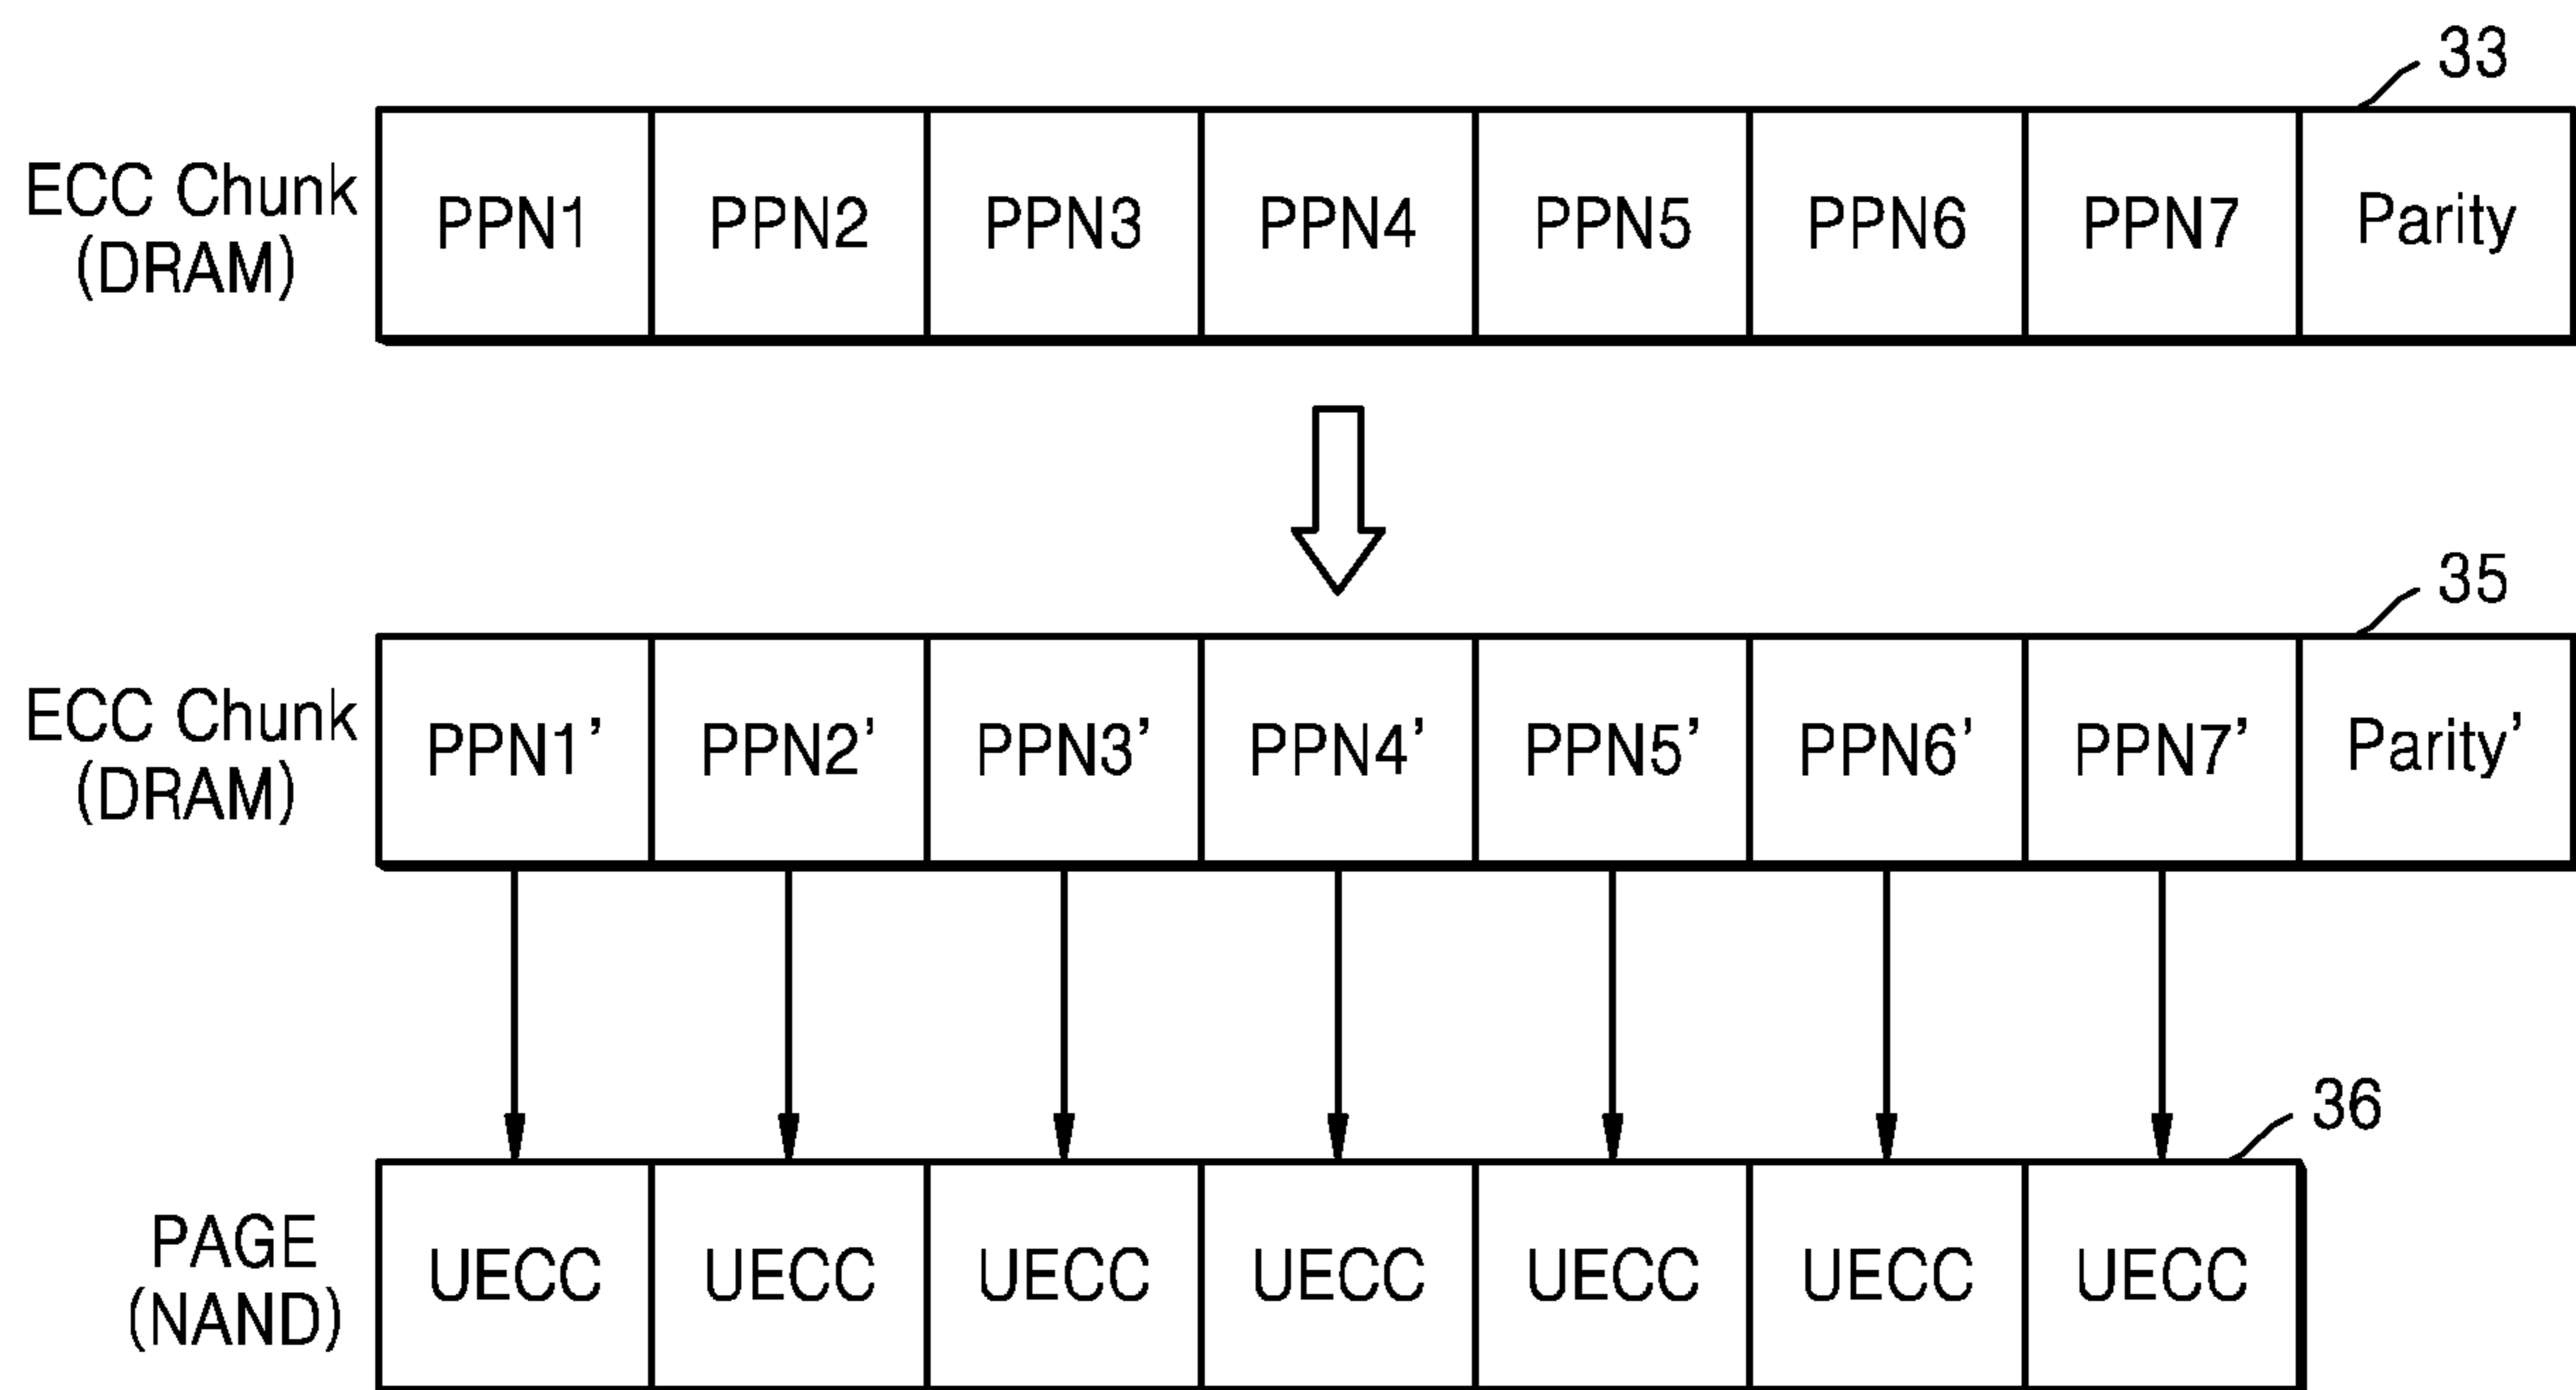 33
ECC Chunk
(DRAM)
PPN1 PPN2 PPN3 PPN4 PPN5 PPN6 PPN7 Parity
35
ECC Chunk
(DRAM)
PPN1’ PPN2’ PPN3’ PPN4’ PPN5’ PPN6’ PPN7’ Parity’
36
PAGE
(NAND)
UECC UECC UECC UECC UECC UECC UECC